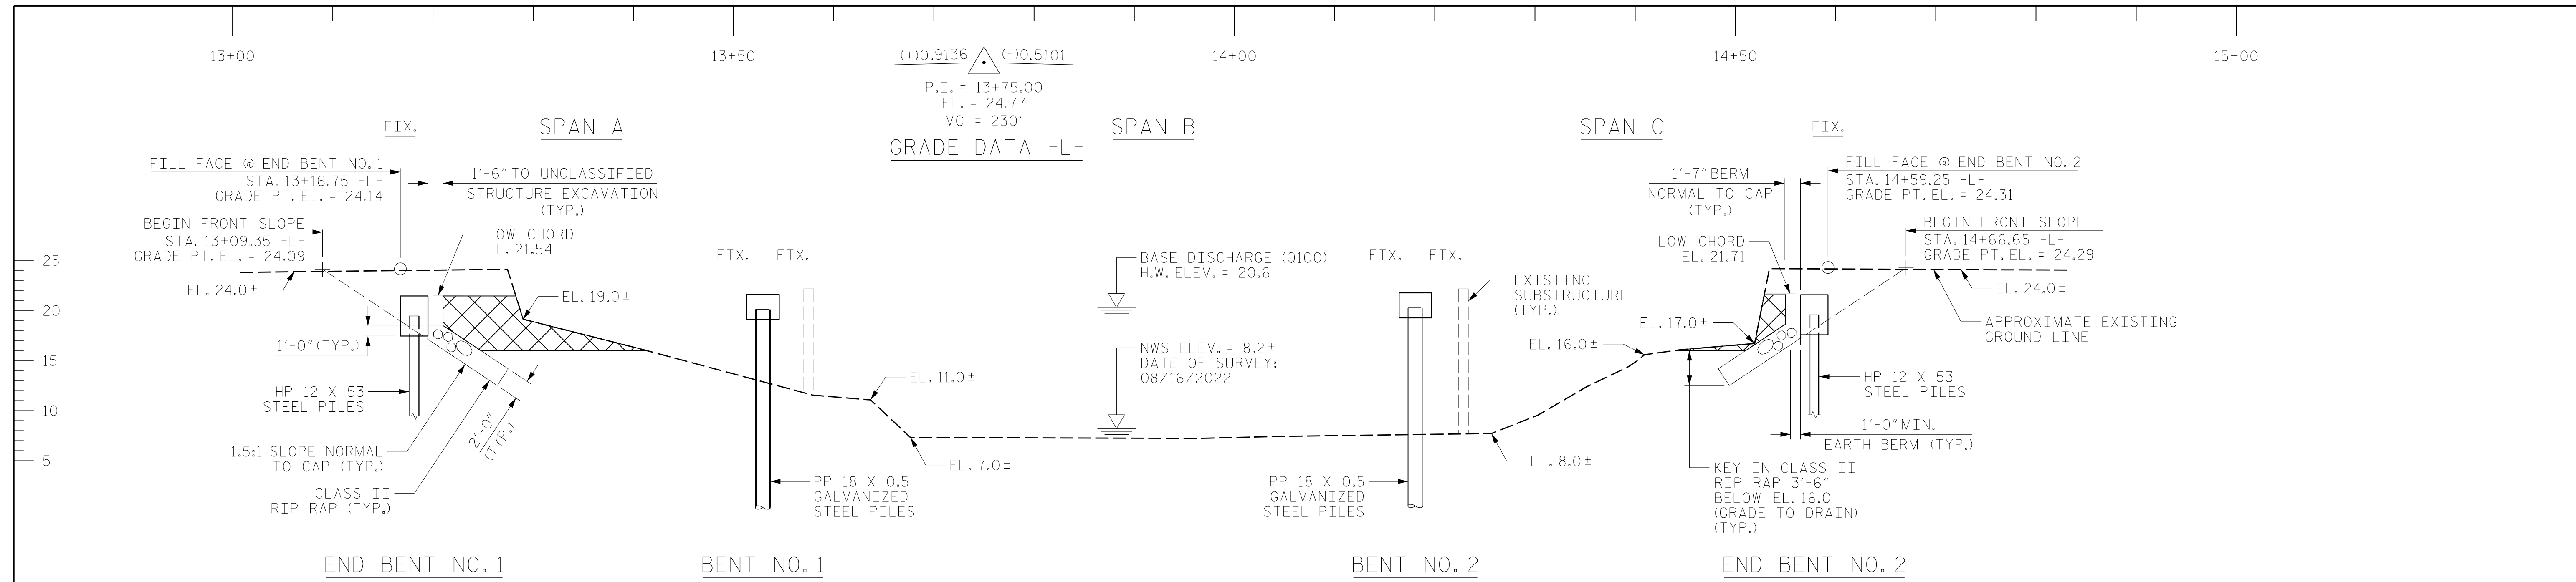 13+00
13+50
14+00
14+50
15+00
(+)0.9136
(-)0.5101
P.I. = 13+75.00
EL. = 24.77
VC = 230'
GRADE DATA -L-
FIX.
SPAN A
SPAN B
SPAN C
FIX.
FILL FACE @ END BENT NO. 1
STA. 13+16.75 -L-
GRADE PT. EL. = 24.14
1'-6" TO UNCLASSIFIED
STRUCTURE EXCAVATION
(TYP.)
BEGIN FRONT SLOPE
STA. 13+09.35 -L-
GRADE PT. EL. = 24.09
LOW CHORD
EL. 21.54
1'-7" BERM
NORMAL TO CAP
(TYP.)
FILL FACE @ END BENT NO. 2
STA. 14+59.25 -L-
GRADE PT. EL. = 24.31
LOW CHORD
EL. 21.71
BEGIN FRONT SLOPE
STA. 14+66.65 -L-
GRADE PT. EL. = 24.29
FIX.
FIX.
BASE DISCHARGE (Q100)
H.W. ELEV. = 20.6
FIX.
FIX.
EXISTING
SUBSTRUCTURE
(TYP.)
25
20
15
10
5
EL. 24.0±
EL. 19.0±
EL. 24.0±
EL. 17.0±
APPROXIMATE EXISTING
GROUND LINE
EL. 16.0±
1'-0" (TYP.)
NWS ELEV. = 8.2±
DATE OF SURVEY:
08/16/2022
EL. 11.0±
HP 12 X 53
STEEL PILES
HP 12 X 53
STEEL PILES
2'-0"
(TYP.)
1'-0" MIN.
EARTH BERM (TYP.)
1.5:1 SLOPE NORMAL
TO CAP (TYP.)
EL. 7.0±
EL. 8.0±
CLASS II
RIP RAP (TYP.)
PP 18 X 0.5
GALVANIZED
STEEL PILES
PP 18 X 0.5
GALVANIZED
STEEL PILES
KEY IN CLASS II
RIP RAP 3'-6"
BELOW EL. 16.0
(GRADE TO DRAIN)
(TYP.)
END BENT NO. 1
BENT NO. 1
BENT NO. 2
END BENT NO. 2